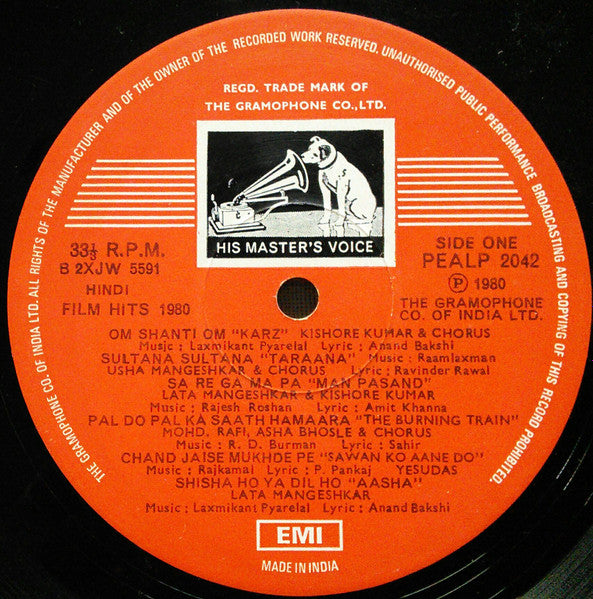 THE GRAMOPHONE CO. OF INDIA LTD. ALL RIGHTS OF THE MANUFACTURER AND OF THE OWNER OF THE RECORDED WORK RESERVED. UNAUTHORISED PUBLIC PERFORMANCE BROADCASTING AND COPYING OF THIS RECORD PROHIBITED.
REGD. TRADE MARK OF
THE GRAMOPHONE CO., LTD.
HIS MASTER'S VOICE
33⅓ R.P.M.
B 2XJW 5591
HINDI
FILM HITS 1980
SIDE ONE
PEALP 2042
Ⓟ 1980
THE GRAMOPHONE
CO. OF INDIA LTD.
OM SHANTI OM "KARZ" KISHORE KUMAR & CHORUS
Music : Laxmikant Pyarelal Lyric : Anand Bakshi
SULTANA SULTANA "TARAANA" Music : Raamlaxman
USHA MANGESHKAR & CHORUS Lyric : Ravinder Rawal
SA RE GA MA PA "MAN PASAND"
LATA MANGESHKAR & KISHORE KUMAR
Music : Rajesh Roshan Lyric : Amit Khanna
PAL DO PAL KA SAATH HAMAARA "THE BURNING TRAIN"
MOHD. RAFI, ASHA BHOSLE & CHORUS
Music : R. D. Burman Lyric : Sahir
CHAND JAISE MUKHDE PE "SAWAN KO AANE DO"
Music : Rajkamal Lyric : P. Pankaj YESUDAS
SHISHA HO YA DIL HO "AASHA"
LATA MANGESHKAR
Music : Laxmikant Pyarelal Lyric : Anand Bakshi
EMI
MADE IN INDIA